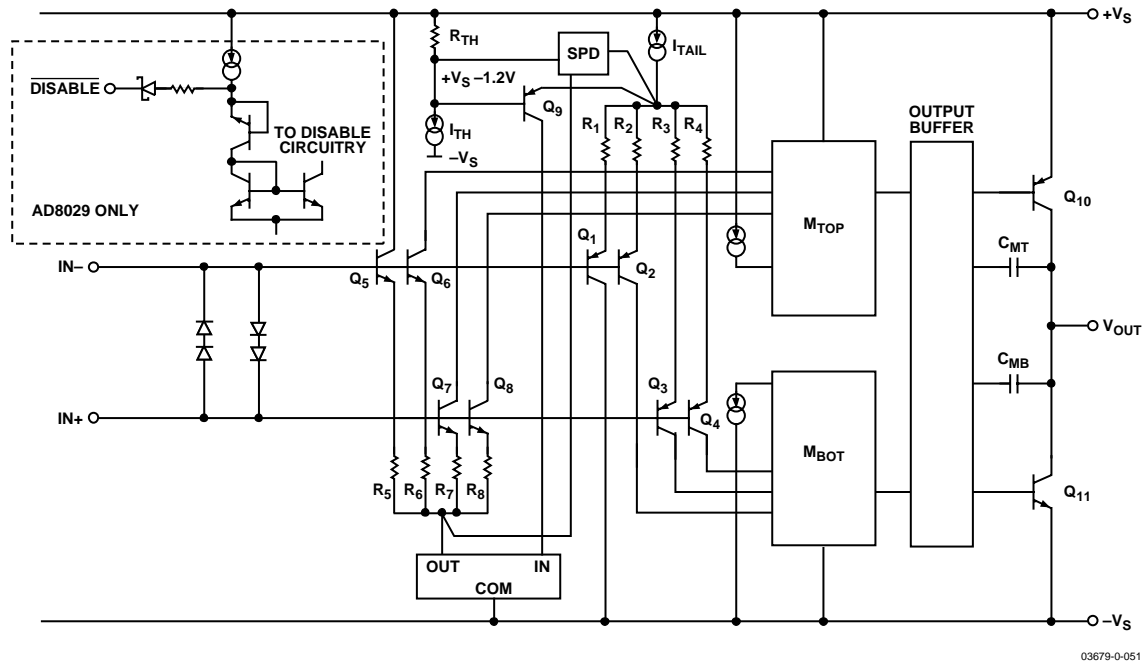 +VS
RTH
SPD
ITAIL
DISABLE
+VS –1.2V
Q9
R1 R2 R3 R4
OUTPUT
BUFFER
TO DISABLE
CIRCUITRY
ITH
–VS
AD8029 ONLY
MTOP
Q10
Q1
Q2
CMT
IN–
Q5 Q6
VOUT
CMB
Q7 Q8
Q3
Q4
IN+
MBOT
R5 R6 R7 R8
Q11
OUT IN
COM
–VS
03679-0-051